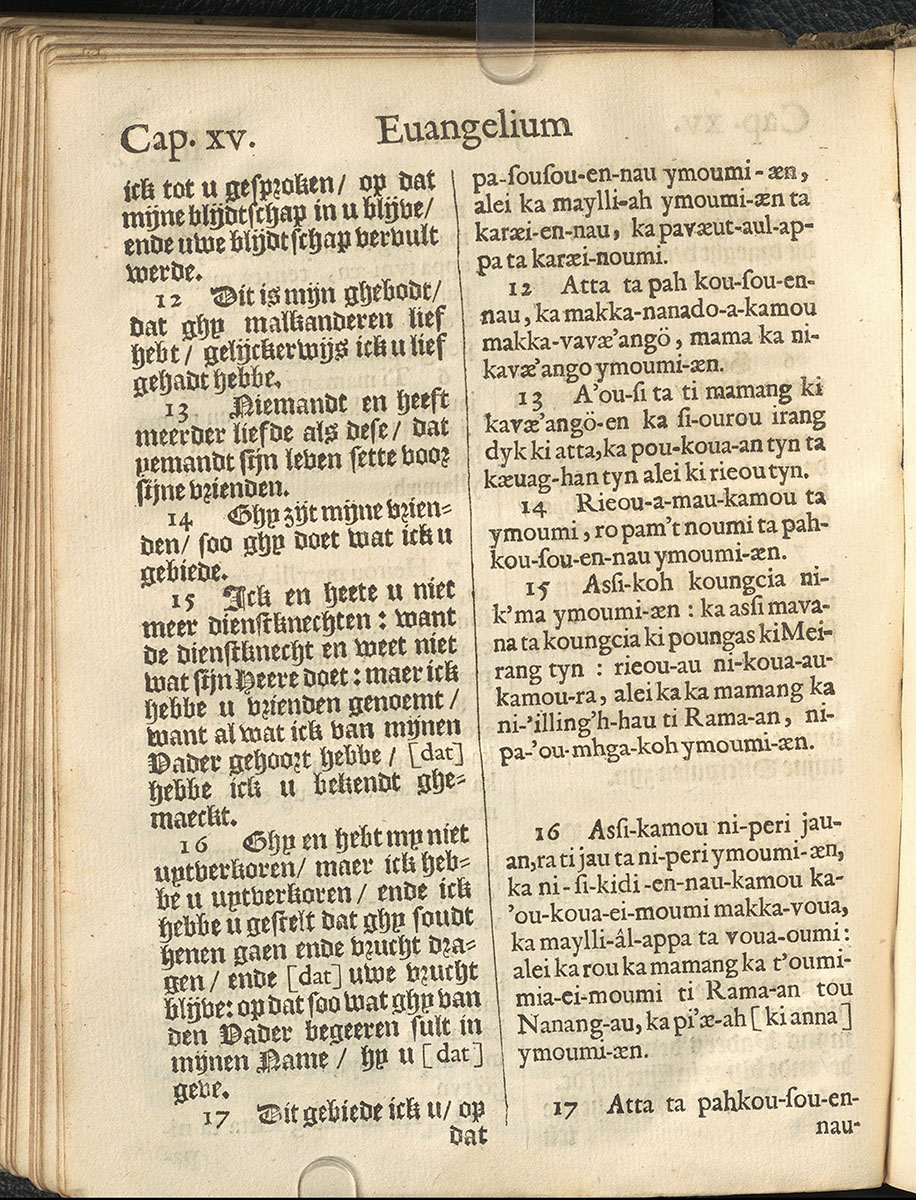 Cap. xv.
Euangelium
ick tot u gesproken/ op dat
mijne blijdtschap in u blijve/
ende uwe blijdtschap vervult
werde.
12 Dit is mijn ghebodt/
dat ghy malkanderen lief
hebt/ gelijckerwijs ick u lief
gehadt hebbe.
13 Niemandt en heeft
meerder liefde als dese/ dat
yemandt sijn leven sette voor
sijne vrienden.
14 Ghy zijt mijne vrien-
den/ soo ghy doet wat ick u
gebiede.
15 Ick en heete u niet
meer dienstknechten: want
de dienstknecht en weet niet
wat sijn Heere doet: maer ick
hebbe u vrienden genoemt/
want al wat ick van mijnen
Vader gehoort hebbe/ [dat]
hebbe ick u bekendt ghe-
maeckt.
16 Ghy en hebt my niet
uytverkoren/ maer ick heb-
be u uytverkoren/ ende ick
hebbe u gestelt dat ghy soudt
henen gaen ende vrucht dra-
gen/ ende [dat] uwe vrucht
blijve: op dat soo wat ghy van
den Vader begeeren sult in
mijnen Name/ hy u [dat]
geve.
17 Dit gebiede ick u/ op
dat
pa-ſouſou-en-nau ymoumi-æn,
alei ka maylli-ah ymoumi-æn ta
karæi-en-nau, ka pavæut-aul-ap-
pa ta karæi-noumi.
12 Atta ta pah kou-ſou-en-
nau, ka makka-nanado-a-kamou
makka-vavæ'angö, mama ka ni-
kavæ'ango ymoumi-æn.
13 A'ou-ſi ta ti mamang ki
kavæ'angö-en ka ſi-ourou irang
dyk ki atta, ka pou-koua-an tyn ta
kæuag-han tyn alei ki rieou tyn.
14 Rieou-a-mau-kamou ta
ymoumi, ro pam't noumi ta pah-
kou-ſou-en-nau ymoumi-æn.
15 Aſſi-koh koungcia ni-
k'ma ymoumi-æn : ka aſſi mava-
na ta koungcia ki poungas ki Mei-
rang tyn : rieou-au ni-koua-au-
kamou-ra, alei ka ka mamang ka
ni-'illing'h-hau ti Rama-an, ni-
pa-'ou-mhga-koh ymoumi-æn.
16 Aſſi-kamou ni-peri jau-
an, ra ti jau ta ni-peri ymoumi-æn,
ka ni-ſi-kidi-en-nau-kamou ka-
'ou-koua-ei-moumi makka-voua,
ka maylli-âl-appa ta voua-oumi :
alei ka rou ka mamang ka t'oumi-
mia-ei-moumi ti Rama-an tou
Nanang-au, ka pi'æ-ah [ki anna]
ymoumi-æn.
17 Atta ta pahkou-ſou-en-
nau-